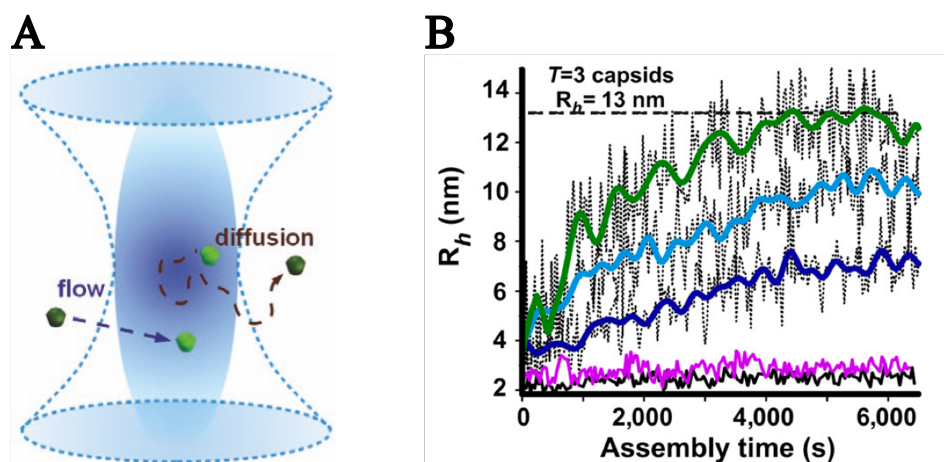 A
diffusion
flow
B
T=3 capsids
R_h= 13 nm
R_h (nm)
14
12
10
8
6
4
2
0
2,000
4,000
6,000
Assembly time (s)